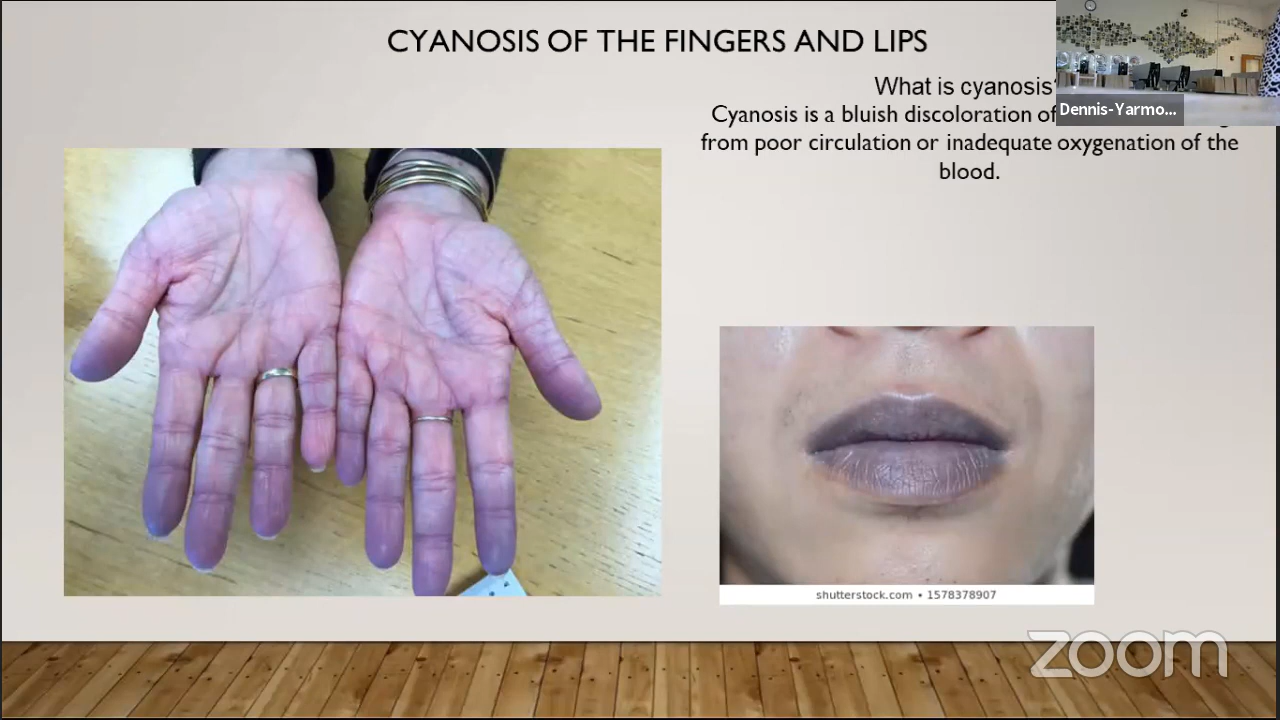 CYANOSIS OF THE FINGERS AND LIPS
What is cyanosis
Cyanosis is a bluish discoloration of
from poor circulation or inadequate oxygenation of the
blood.
Dennis-Yarmo...
shutterstock.com • 1578378907
zoom